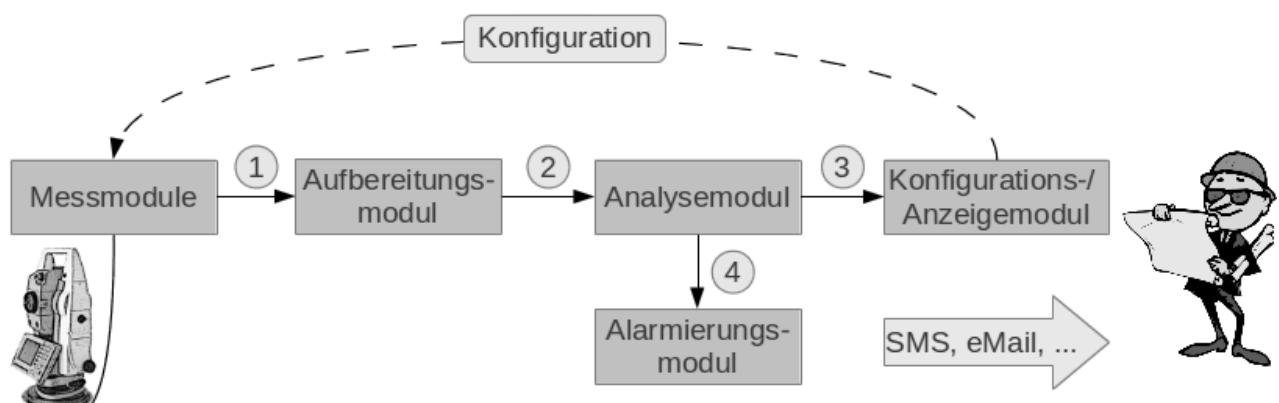 Konfiguration
Messmodule
1
Aufbereitungs-
modul
2
Analysemodul
3
Konfigurations-/
Anzeigemodul
4
Alarmierungs-
modul
SMS, eMail, ...